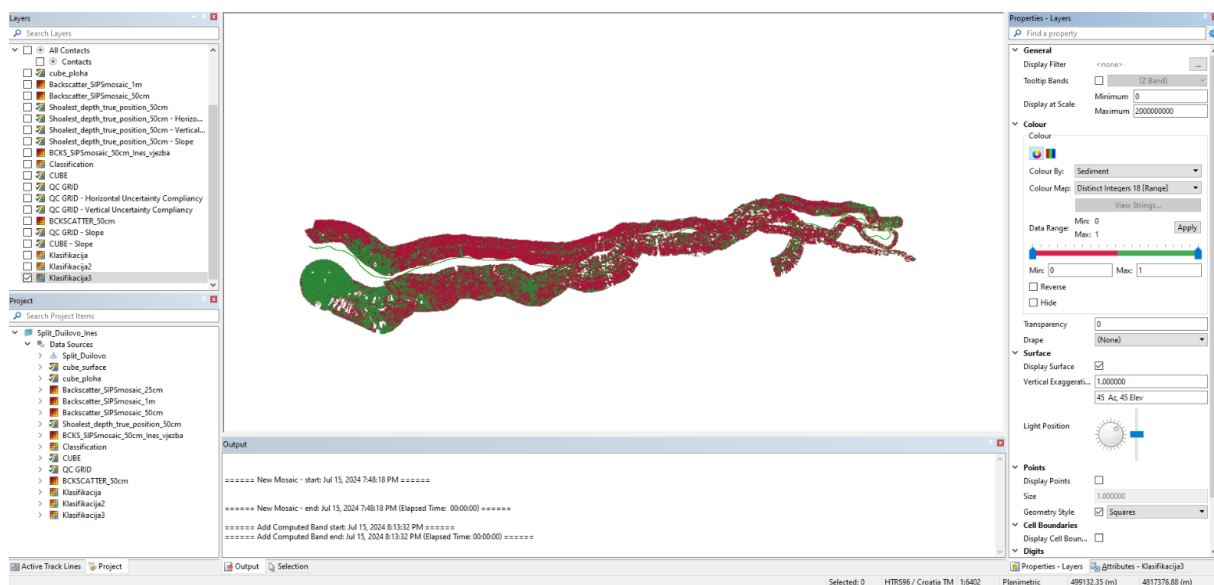 Layers
Search Layers
All Contacts
Contacts
cube_ploha
Backscatter_SIPSmosaic_1m
Backscatter_SIPSmosaic_50cm
Shoalest_depth_true_position_50cm
Shoalest_depth_true_position_50cm - Horizo...
Shoalest_depth_true_position_50cm - Vertical...
Shoalest_depth_true_position_50cm - Slope
BCKS_SIPSmosaic_50cm_Ines_vjezba
Classification
CUBE
QC GRID
QC GRID - Horizontal Uncertainty Compliancy
QC GRID - Vertical Uncertainty Compliancy
BCKSCATTER_50cm
QC GRID - Slope
CUBE - Slope
Klasifikacija
Klasifikacija2
Klasifikacija3
Project
Search Project Items
Split_Duilovo_Ines
Data Sources
Split_Duilovo
cube_surface
cube_ploha
Backscatter_SIPSmosaic_25cm
Backscatter_SIPSmosaic_1m
Backscatter_SIPSmosaic_50cm
Shoalest_depth_true_position_50cm
BCKS_SIPSmosaic_50cm_Ines_vjezba
Classification
CUBE
QC GRID
BCKSCATTER_50cm
Klasifikacija
Klasifikacija2
Klasifikacija3
Active Track Lines Project
Output
====== New Mosaic - start: Jul 15, 2024 7:48:18 PM ======
====== New Mosaic - end: Jul 15, 2024 7:48:18 PM (Elapsed Time: 00:00:00) ======
====== Add Computed Band start: Jul 15, 2024 8:13:32 PM ======
====== Add Computed Band end: Jul 15, 2024 8:13:32 PM (Elapsed Time: 00:00:00) ======
Output Selection
Properties - Layers
Find a property
General
Display Filter <none> ...
Tooltip Bands (Z Band)
Display at Scale
Minimum 0
Maximum 2000000000
Colour
Colour
Colour By: Sediment
Colour Map: Distinct Integers 18 [Range]
View Strings...
Data Range:
Min: 0
Max: 1
Apply
Min: 0 Max: 1
Reverse
Hide
Transparency 0
Drape (None)
Surface
Display Surface
Vertical Exaggerati... 1.000000
45 Az, 45 Elev
Light Position
Points
Display Points
Size 1.000000
Geometry Style Squares
Cell Boundaries
Display Cell Boun...
Digits
Properties - Layers Attributes - Klasifikacija3
Selected: 0 HTRS96 / Croatia TM 1:6402 Planimetric 499132.35 (m) 4817376.88 (m)